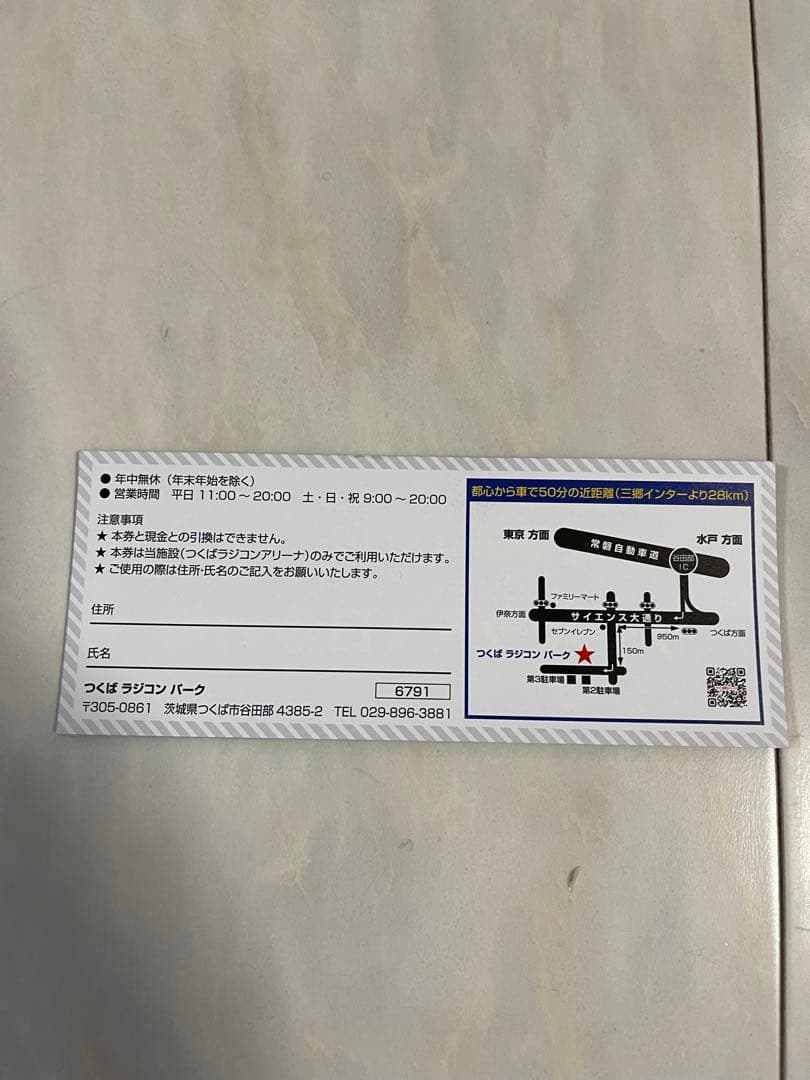 ● 年中無休（年末年始を除く）
● 営業時間　平日 11:00～20:00　土・日・祝 9:00～20:00
注意事項
★ 本券と現金との引換はできません。
★ 本券は当施設（つくばラジコンアリーナ）のみでご利用いただけます。
★ ご使用の際は住所・氏名のご記入をお願いいたします。
住所
氏名
つくば ラジコン パーク
6791
〒305-0861　茨城県つくば市谷田部 4385-2　TEL 029-896-3881
都心から車で50分の近距離（三郷インターより28km）
東京 方面
水戸 方面
常磐自動車道
谷田部
IC
ファミリーマート
伊奈方面
サイエンス大通り
つくば方面
セブンイレブン
950m
150m
つくば ラジコン パーク ★
第3駐車場
第2駐車場